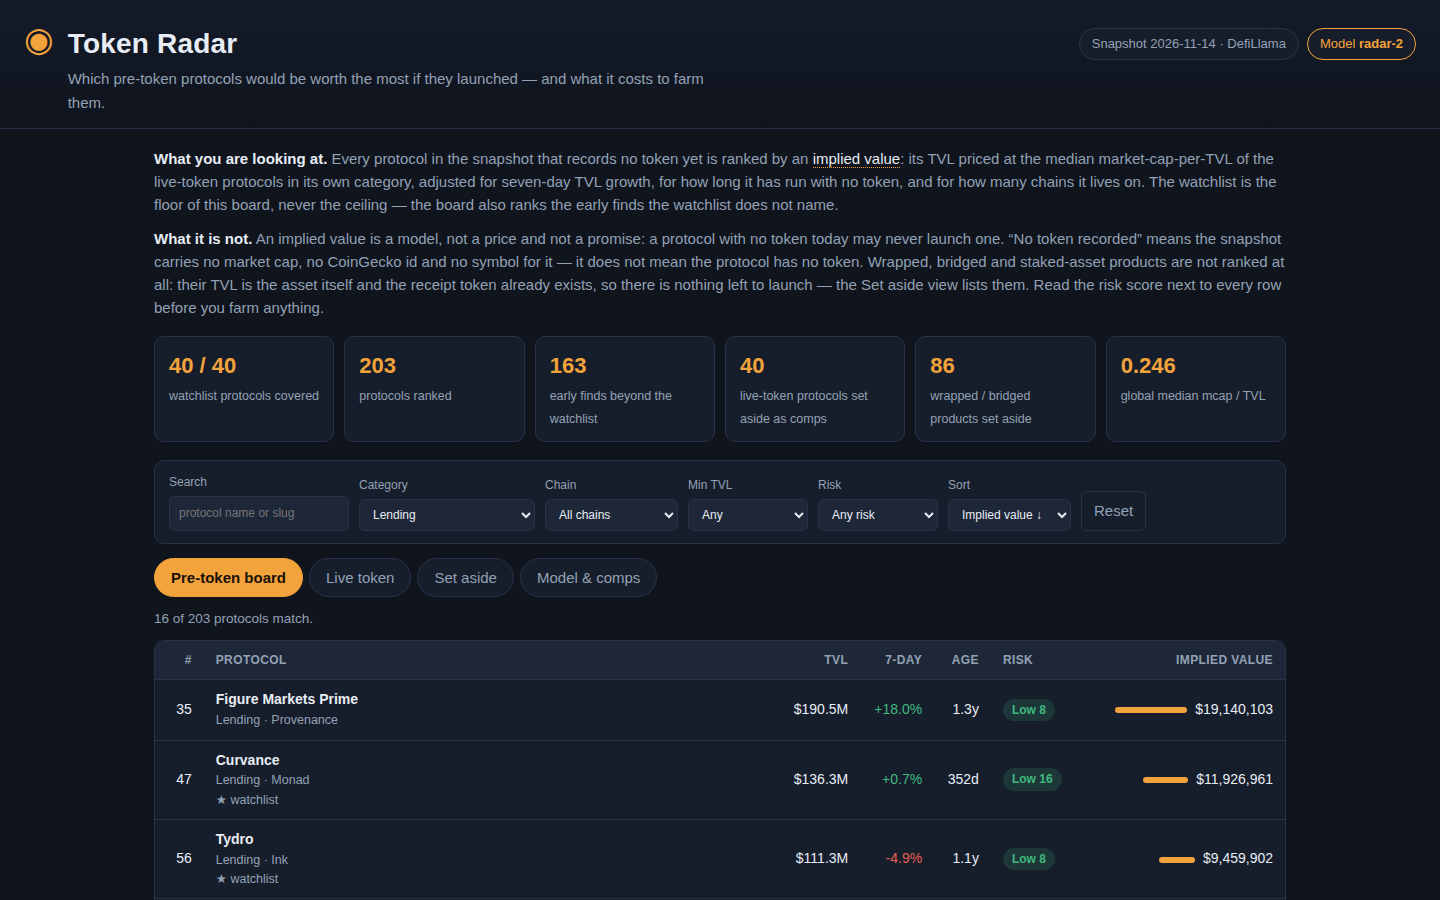 Token Radar
Snapshot 2026-11-14 · DefiLlama
Model radar-2
Which pre-token protocols would be worth the most if they launched — and what it costs to farm
them.
What you are looking at. Every protocol in the snapshot that records no token yet is ranked by an implied value: its TVL priced at the median market-cap-per-TVL of the
live-token protocols in its own category, adjusted for seven-day TVL growth, for how long it has run with no token, and for how many chains it lives on. The watchlist is the
floor of this board, never the ceiling — the board also ranks the early finds the watchlist does not name.
What it is not. An implied value is a model, not a price and not a promise: a protocol with no token today may never launch one. “No token recorded” means the snapshot
carries no market cap, no CoinGecko id and no symbol for it — it does not mean the protocol has no token. Wrapped, bridged and staked-asset products are not ranked at
all: their TVL is the asset itself and the receipt token already exists, so there is nothing left to launch — the Set aside view lists them. Read the risk score next to every row
before you farm anything.
40 / 40
watchlist protocols covered
203
protocols ranked
163
early finds beyond the
watchlist
40
live-token protocols set
aside as comps
86
wrapped / bridged
products set aside
0.246
global median mcap / TVL
Search
protocol name or slug
Category
Lending
Chain
All chains
Min TVL
Any
Risk
Any risk
Sort
Implied value ↓
Reset
Pre-token board
Live token
Set aside
Model & comps
16 of 203 protocols match.
# PROTOCOL TVL 7-DAY AGE RISK IMPLIED VALUE
35 Figure Markets Prime $190.5M +18.0% 1.3y Low 8 $19,140,103
Lending · Provenance
47 Curvance $136.3M +0.7% 352d Low 16 $11,926,961
Lending · Monad
★ watchlist
56 Tydro $111.3M -4.9% 1.1y Low 8 $9,459,902
Lending · Ink
★ watchlist